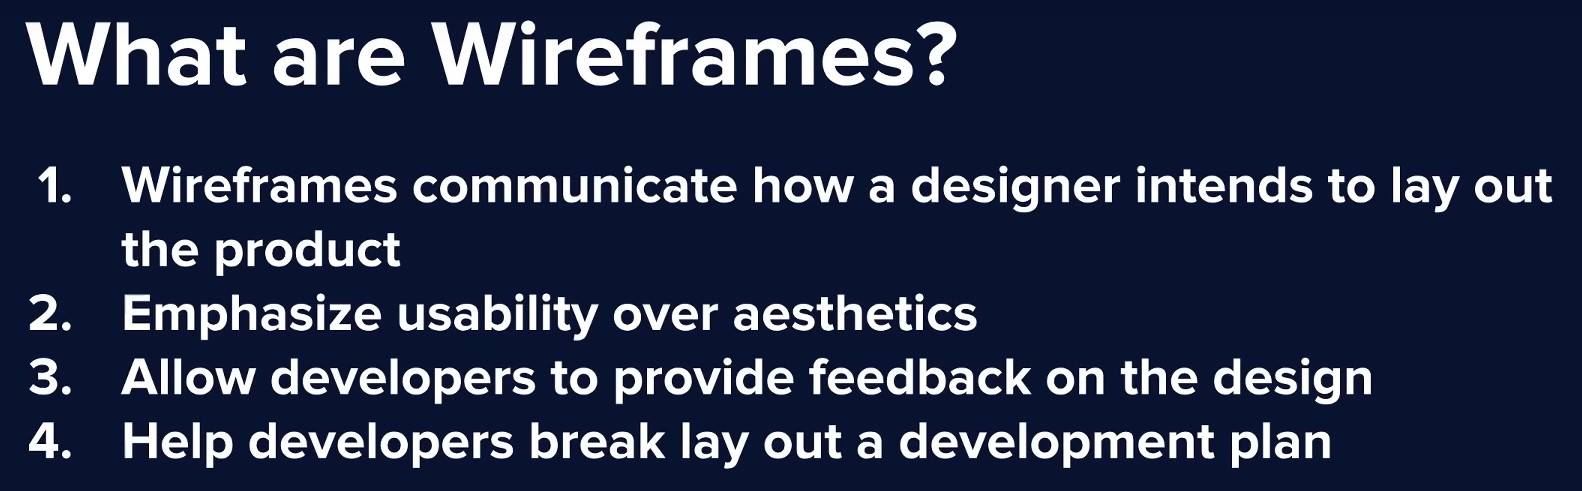 What are Wireframes?
1. Wireframes communicate how a designer intends to lay out
the product
2. Emphasize usability over aesthetics
3. Allow developers to provide feedback on the design
4. Help developers break lay out a development plan